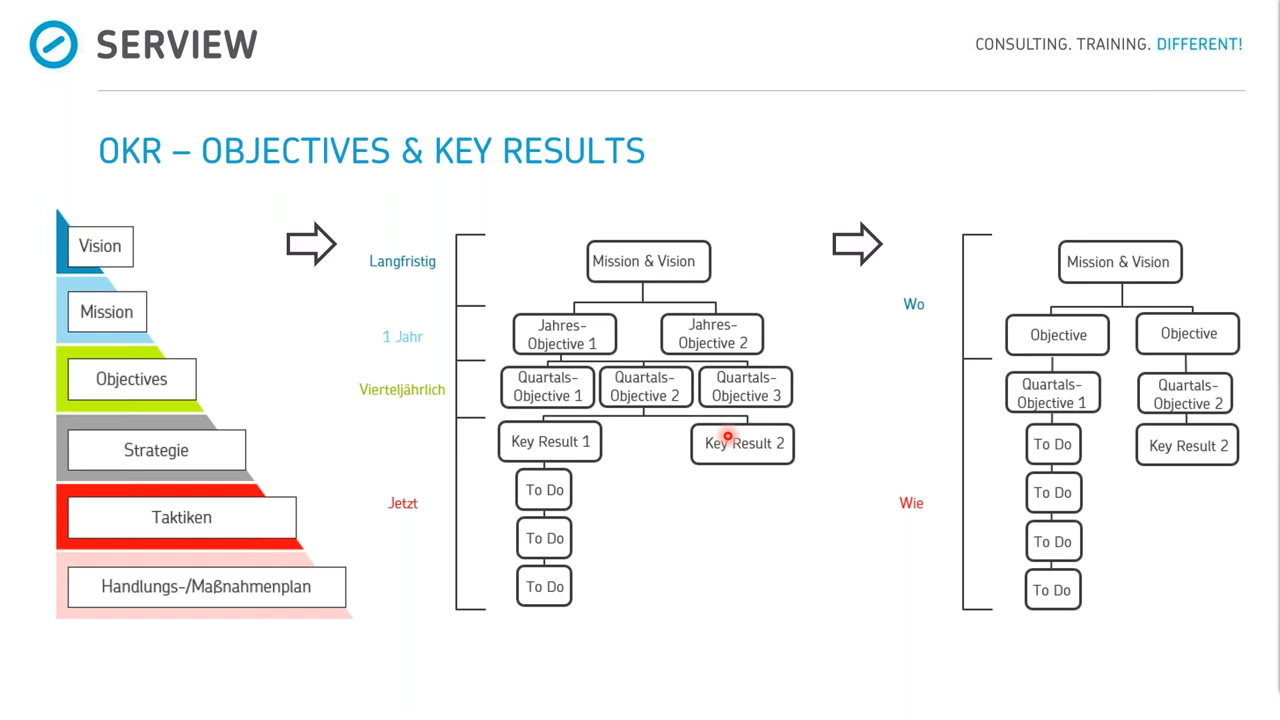 SERVIEW
CONSULTING. TRAINING. DIFFERENT!
OKR – OBJECTIVES & KEY RESULTS
Vision
Mission
Objectives
Strategie
Taktiken
Handlungs-/Maßnahmenplan
Langfristig
1 Jahr
Vierteljährlich
Jetzt
Mission & Vision
Jahres-
Objective 1
Jahres-
Objective 2
Quartals-
Objective 1
Quartals-
Objective 2
Quartals-
Objective 3
Key Result 1
Key Result 2
To Do
To Do
To Do
Wo
Wie
Mission & Vision
Objective
Objective
Quartals-
Objective 1
Quartals-
Objective 2
To Do
Key Result 2
To Do
To Do
To Do